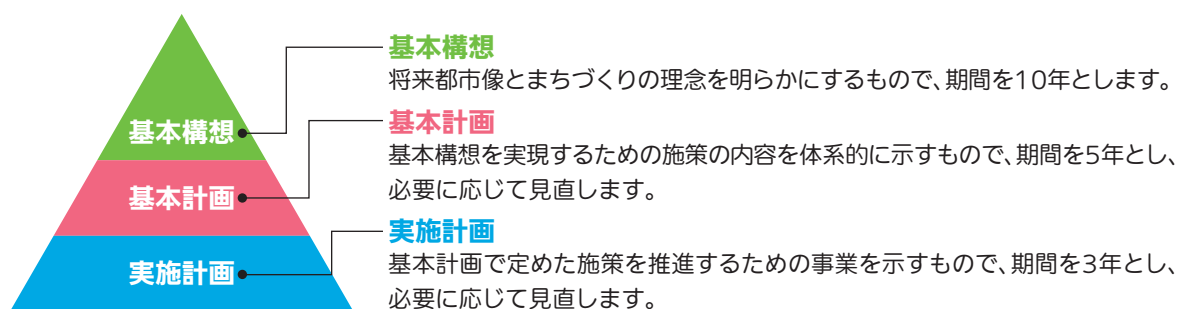 基本構想
基本計画
実施計画
基本構想
将来都市像とまちづくりの理念を明らかにするもので、期間を10年とします。
基本計画
基本構想を実現するための施策の内容を体系的に示すもので、期間を5年とし、
必要に応じて見直します。
実施計画
基本計画で定めた施策を推進するための事業を示すもので、期間を3年とし、
必要に応じて見直します。